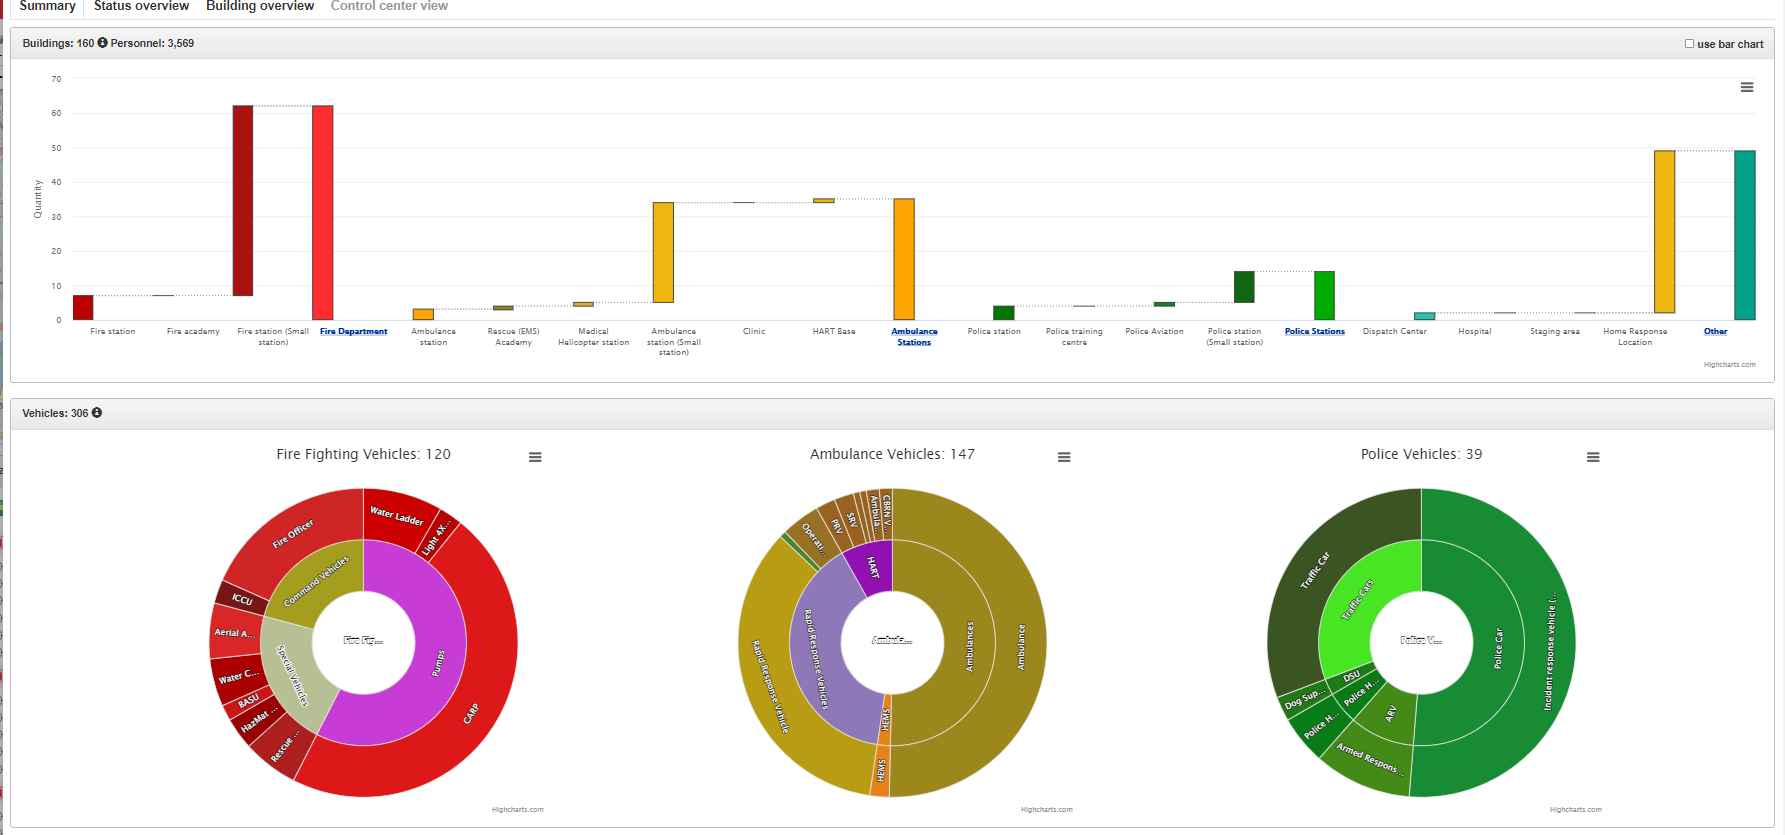 Summary Status overview Building overview Control center view
Buildings: 160 Personnel: 3,569
use bar chart
70
60
50
40
30
20
10
0
Quantity
Fire station
Fire academy
Fire station (Small
station)
Fire Department
Ambulance
station
Rescue (EMS)
Academy
Medical
Helicopter station
Ambulance
station (Small
station)
Clinic
HART Base
Ambulance
Stations
Police station
Police training
centre
Police Aviation
Police station
(Small station)
Police Stations
Dispatch Center
Hospital
Staging area
Home Response
Location
Other
Highcharts.com
Vehicles: 306
Fire Fighting Vehicles: 120
Water Ladder
Light 4X...
Fire Officer
Command Vehicles
ICCU
Aerial A...
Fire Fig...
Special Vehicles
Pumps
Water C...
BASU
HazMat ...
Rescue ...
CARP
Highcharts.com
Ambulance Vehicles: 147
Operati...
PRV
SRV
Ambula...
CBRN V...
HART
Ambula...
Rapid Response Vehicles
Rapid Response Vehicle
Ambulances
Ambulance
HEMS
HEMS
Highcharts.com
Police Vehicles: 39
Traffic Car
Traffic Cars
Police V...
Police Car
Incident response vehicle (...
DSU
Dog Sup...
Police H...
Police H...
ARV
Armed Respons...
Highcharts.com